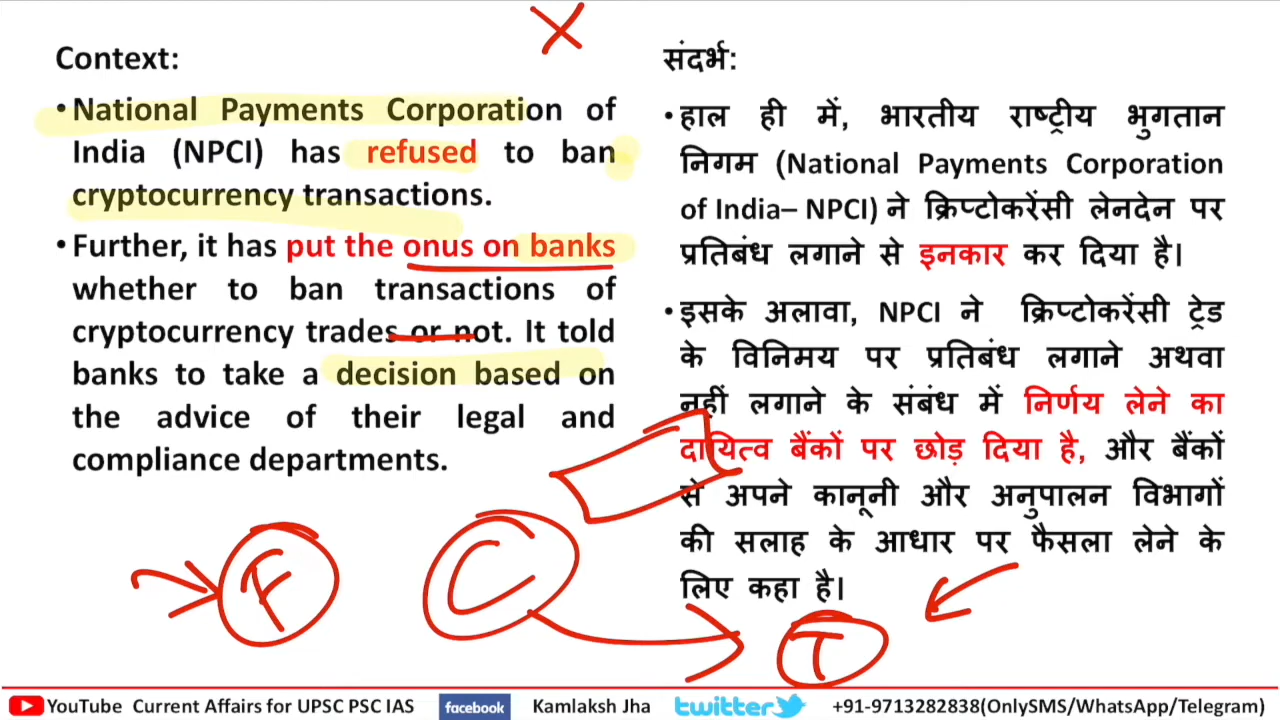 Context:
• National Payments Corporation of
India (NPCI) has refused to ban
cryptocurrency transactions.
• Further, it has put the onus on banks
whether to ban transactions of
cryptocurrency trades or not. It told
banks to take a decision based on
the advice of their legal and
compliance departments.
संदर्भ:
• हाल ही में, भारतीय राष्ट्रीय भुगतान
निगम (National Payments Corporation
of India– NPCI) ने क्रिप्टोकरेंसी लेनदेन पर
प्रतिबंध लगाने से इनकार कर दिया है।
• इसके अलावा, NPCI ने क्रिप्टोकरेंसी ट्रेड
के विनिमय पर प्रतिबंध लगाने अथवा
नहीं लगाने के संबंध में निर्णय लेने का
दायित्व बैंकों पर छोड़ दिया है, और बैंकों
से अपने कानूनी और अनुपालन विभागों
की सलाह के आधार पर फैसला लेने के
लिए कहा है।
F
C
T
YouTube Current Affairs for UPSC PSC IAS facebook Kamlaksh Jha twitter +91-9713282838(OnlySMS/WhatsApp/Telegram)